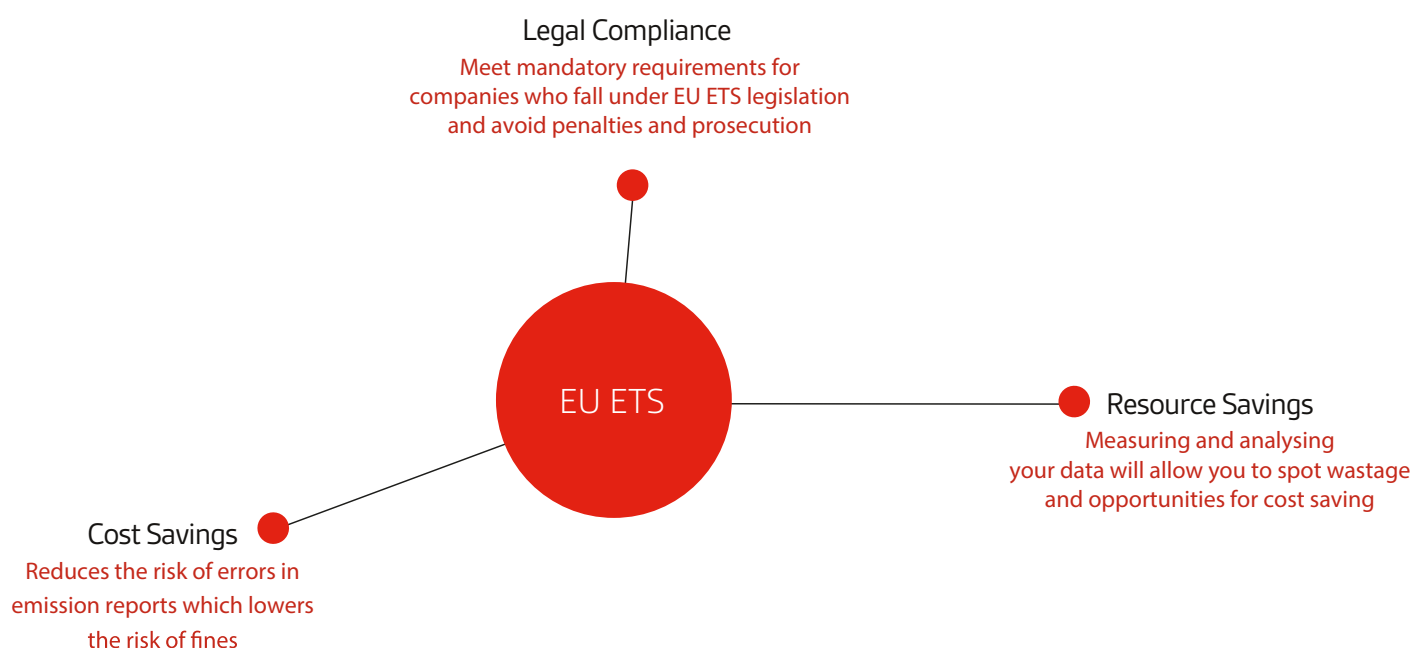 Legal Compliance
Meet mandatory requirements for
companies who fall under EU ETS legislation
and avoid penalties and prosecution
EU ETS
Resource Savings
Measuring and analysing
your data will allow you to spot wastage
and opportunities for cost saving
Cost Savings
Reduces the risk of errors in
emission reports which lowers
the risk of fines